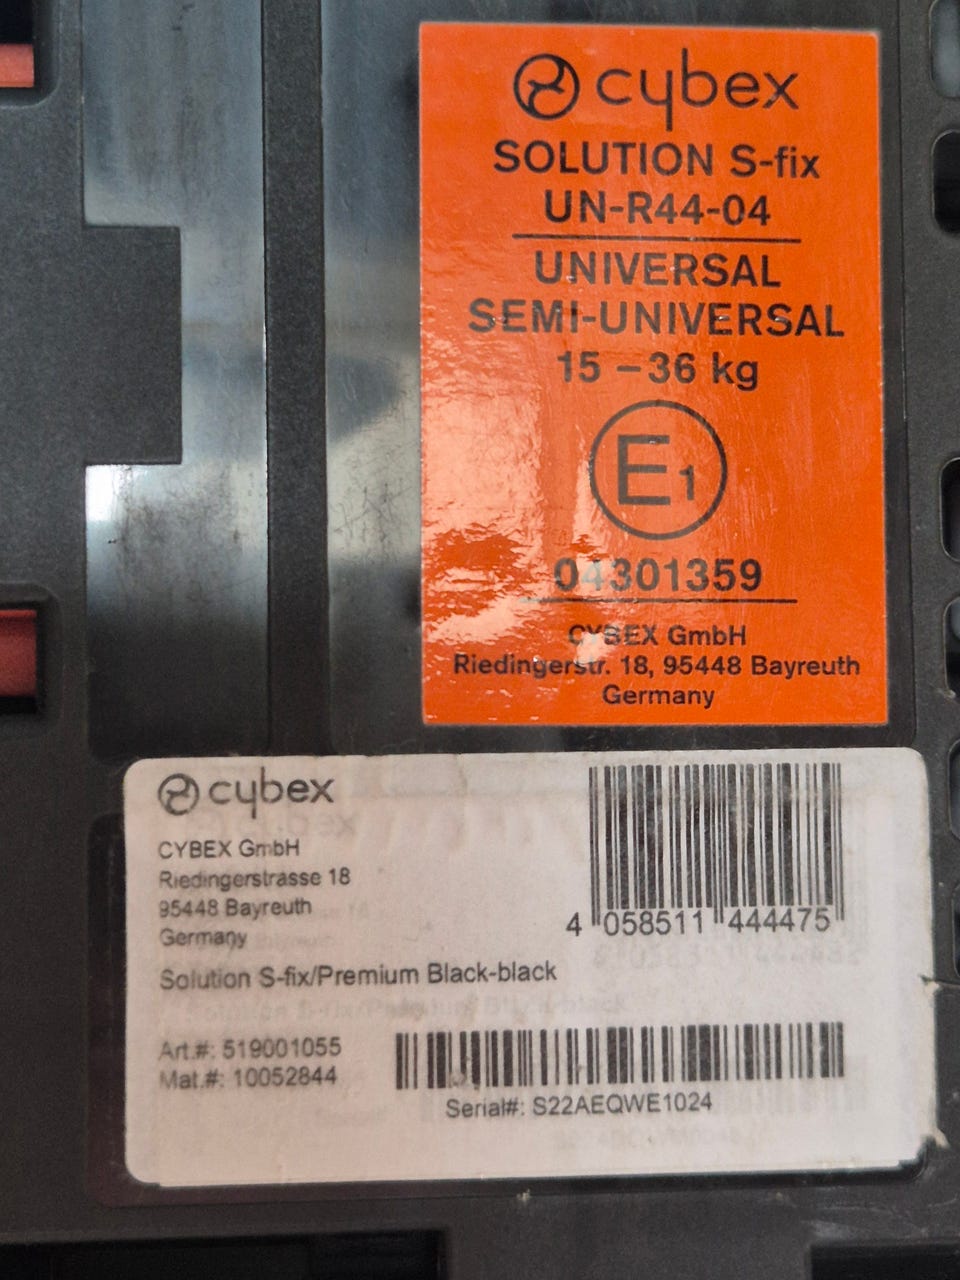 cybex
SOLUTION S-fix
UN-R44-04
UNIVERSAL
SEMI-UNIVERSAL
15 – 36 kg
E1
04301359
CYBEX GmbH
Riedingerstr. 18, 95448 Bayreuth
Germany
cybex
CYBEX GmbH
Riedingerstrasse 18
95448 Bayreuth
Germany
4 058511 444475
Solution S-fix/Premium Black-black
Art.#: 519001055
Mat.#: 10052844
Serial#: S22AEQWE1024